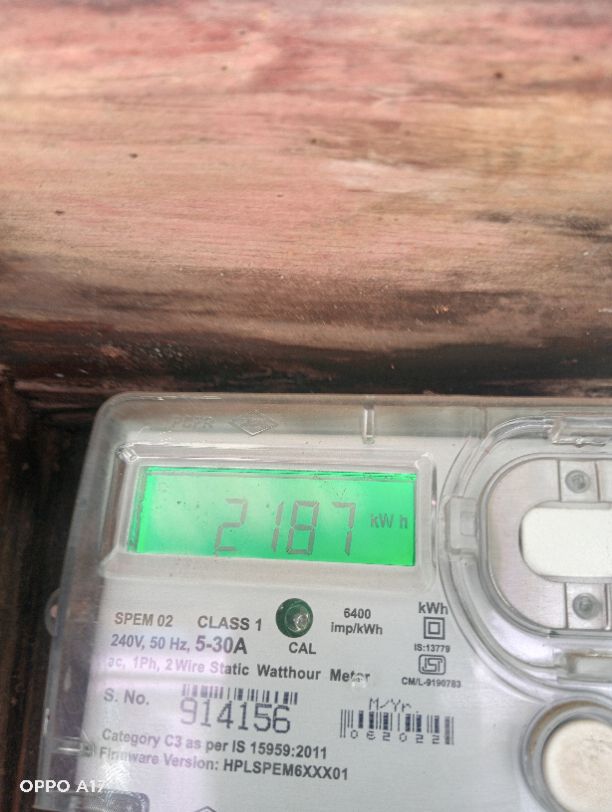 2187 kWh
SPEM 02 CLASS 1 6400 imp/kWh kWh
240V, 50 Hz, 5-30A CAL IS:13779
ac, 1Ph, 2 Wire Static Watthour Meter
CM/L-9190783
S. No. 914156 M/Yr. 062022
Category C3 as per IS 15959:2011
Firmware Version: HPLSPEM6XXX01
OPPO A17